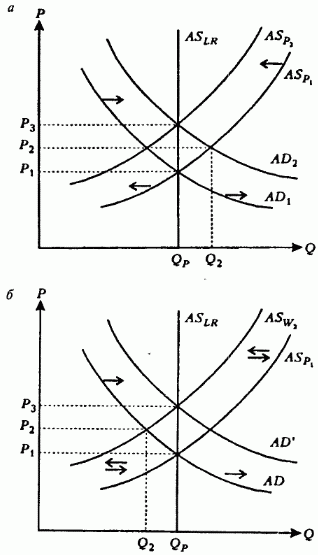 а
P
AS_LR
AS_P₂
AS_P₁
P₃
P₂
P₁
AD₂
AD₁
Q_P
Q₂
Q
б
P
AS_LR
AS_W₂
AS_P₁
P₃
P₂
P₁
AD'
AD
Q₂
Q_P
Q